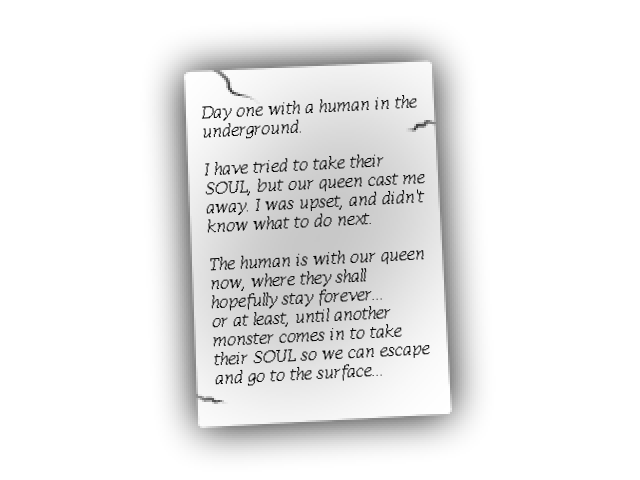 Day one with a human in the
underground.
I have tried to take their
SOUL, but our queen cast me
away. I was upset, and didn't
know what to do next.
The human is with our queen
now, where they shall
hopefully stay forever...
or at least, until another
monster comes in to take
their SOUL so we can escape
and go to the surface...